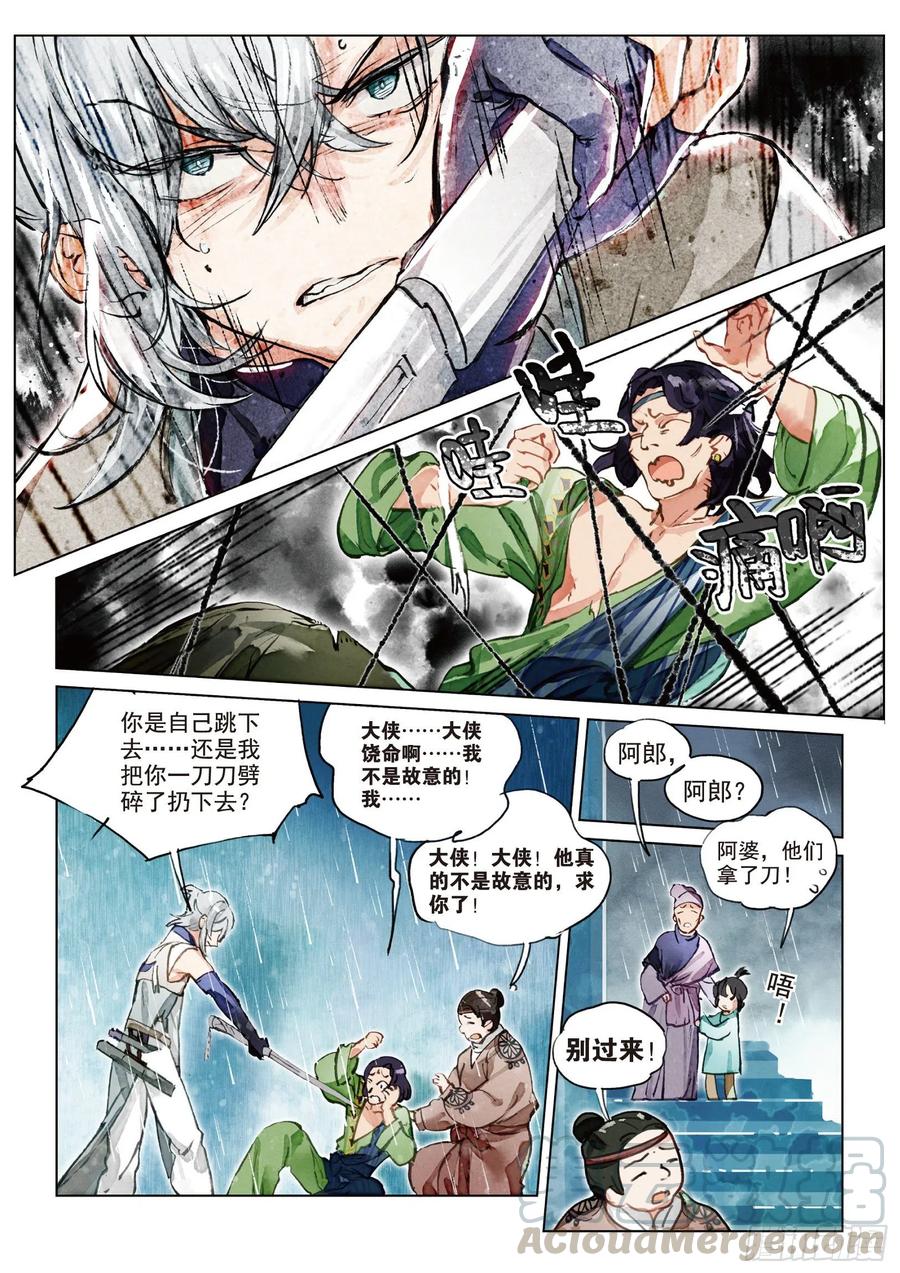 哇
哇
痛啊
你是自己跳下
去……还是我
把你一刀刀劈
碎了扔下去？
大侠……大侠
饶命啊……我
不是故意的！
我……
大侠！大侠！他真
的不是故意的，求
你了！
阿郎，
阿郎？
阿婆，他们
拿了刀！
唔！
别过来！
AcloudMerge.com